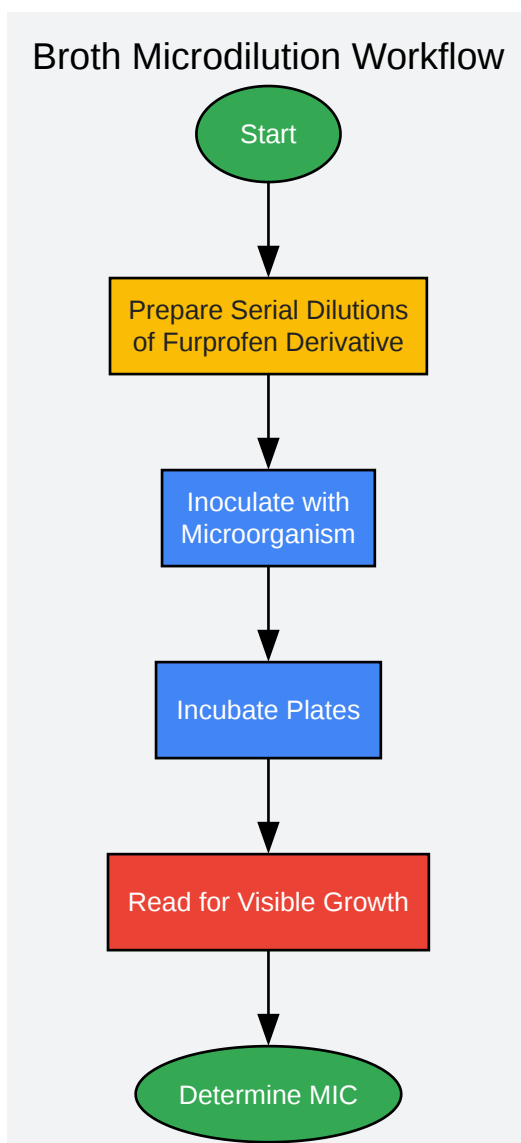 Broth Microdilution Workflow
Start
Prepare Serial Dilutions
of Furprofen Derivative
Inoculate with
Microorganism
Incubate Plates
Read for Visible Growth
Determine MIC